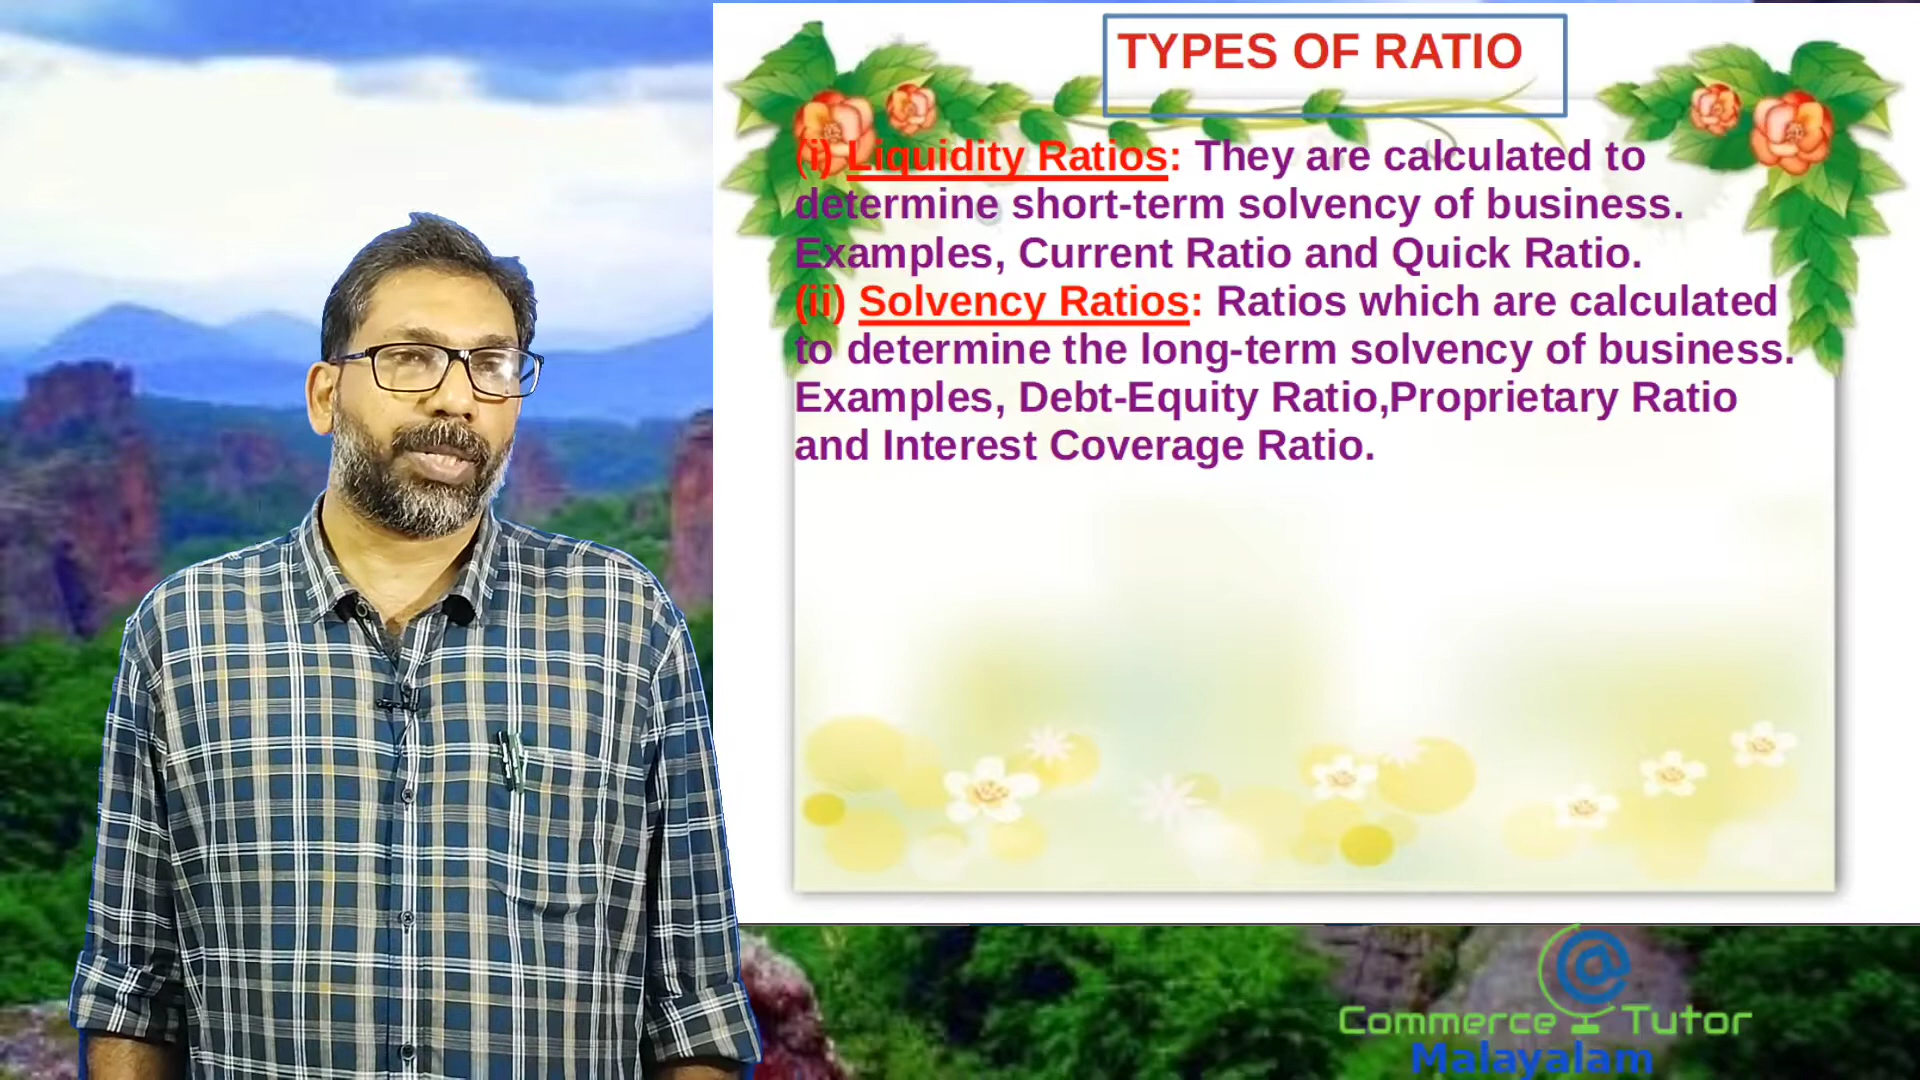 TYPES OF RATIO
(i) Liquidity Ratios: They are calculated to
determine short-term solvency of business.
Examples, Current Ratio and Quick Ratio.
(ii) Solvency Ratios: Ratios which are calculated
to determine the long-term solvency of business.
Examples, Debt-Equity Ratio,Proprietary Ratio
and Interest Coverage Ratio.
@
Commerce Tutor
Malayalam